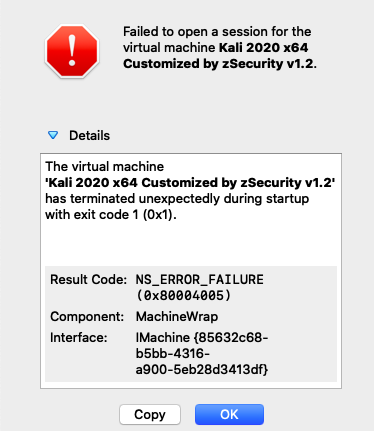 Failed to open a session for the
virtual machine Kali 2020 x64
Customized by zSecurity v1.2.
Details
The virtual machine
'Kali 2020 x64 Customized by zSecurity v1.2'
has terminated unexpectedly during startup
with exit code 1 (0x1).
Result Code: NS_ERROR_FAILURE
(0x80004005)
Component: MachineWrap
Interface: IMachine {85632c68-
b5bb-4316-
a900-5eb28d3413df}
Copy OK